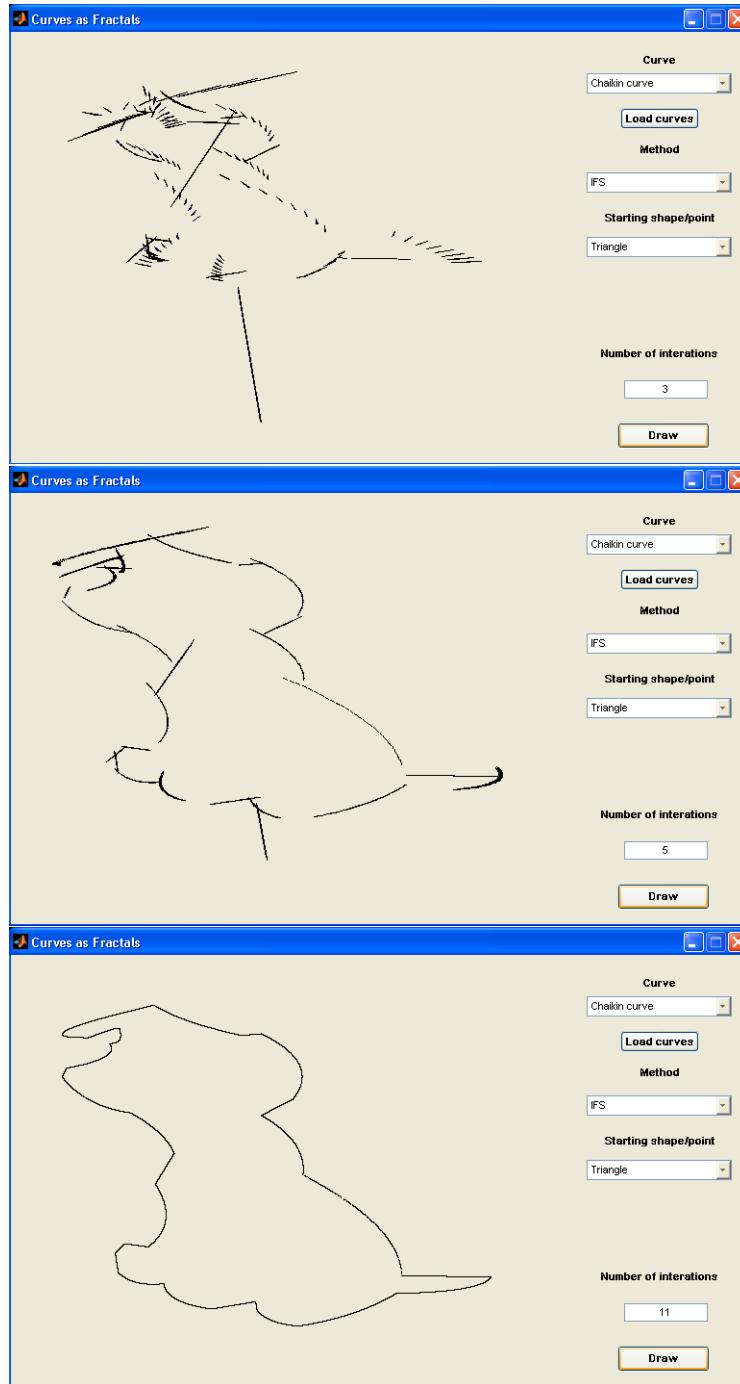 Curves as Fractals
Curve
Chaikin curve
Load curves
Method
IFS
Starting shape/point
Triangle
Number of interations
3
Draw
Curves as Fractals
Curve
Chaikin curve
Load curves
Method
IFS
Starting shape/point
Triangle
Number of interations
5
Draw
Curves as Fractals
Curve
Chaikin curve
Load curves
Method
IFS
Starting shape/point
Triangle
Number of interations
11
Draw